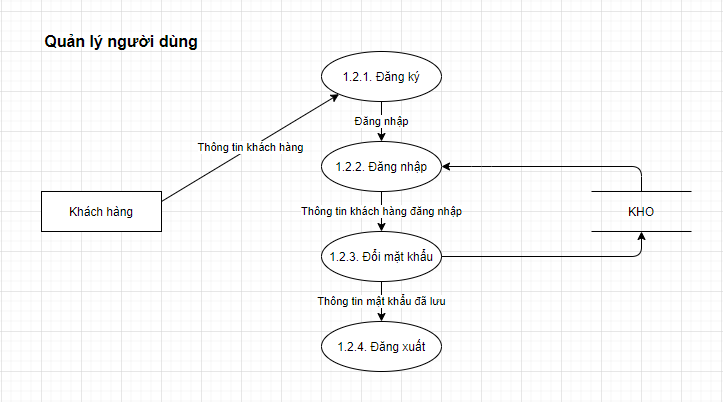 Quản lý người dùng
1.2.1. Đăng ký
Đăng nhập
Thông tin khách hàng
1.2.2. Đăng nhập
Khách hàng
Thông tin khách hàng đăng nhập
KHO
1.2.3. Đổi mật khẩu
Thông tin mật khẩu đã lưu
1.2.4. Đăng xuất